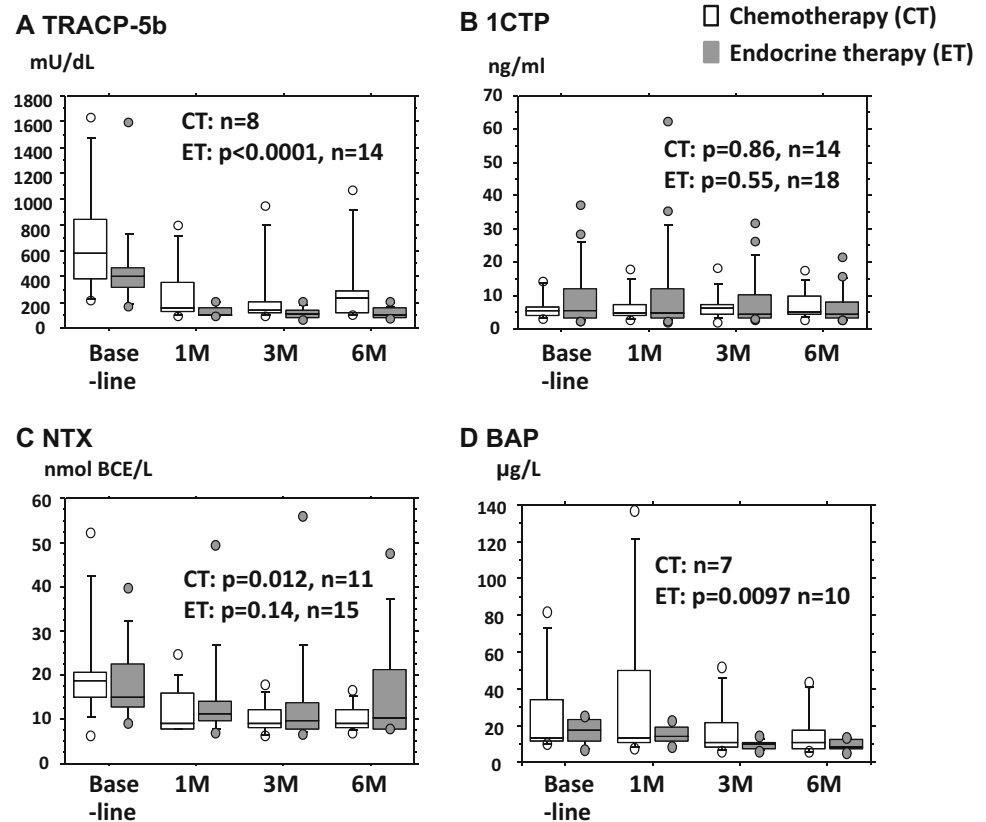 A TRACP-5b
mU/dL
1800
1600
1400
1200
1000
800
600
400
200
0
CT: n=8
ET: p<0.0001, n=14
Base
-line
1M
3M
6M
B 1CTP
ng/ml
Chemotherapy (CT)
Endocrine therapy (ET)
70
60
50
40
30
20
10
0
CT: p=0.86, n=14
ET: p=0.55, n=18
Base
-line
1M
3M
6M
C NTX
nmol BCE/L
60
50
40
30
20
10
0
CT: p=0.012, n=11
ET: p=0.14, n=15
Base
-line
1M
3M
6M
D BAP
µg/L
140
120
100
80
60
40
20
0
CT: n=7
ET: p=0.0097 n=10
Base
-line
1M
3M
6M